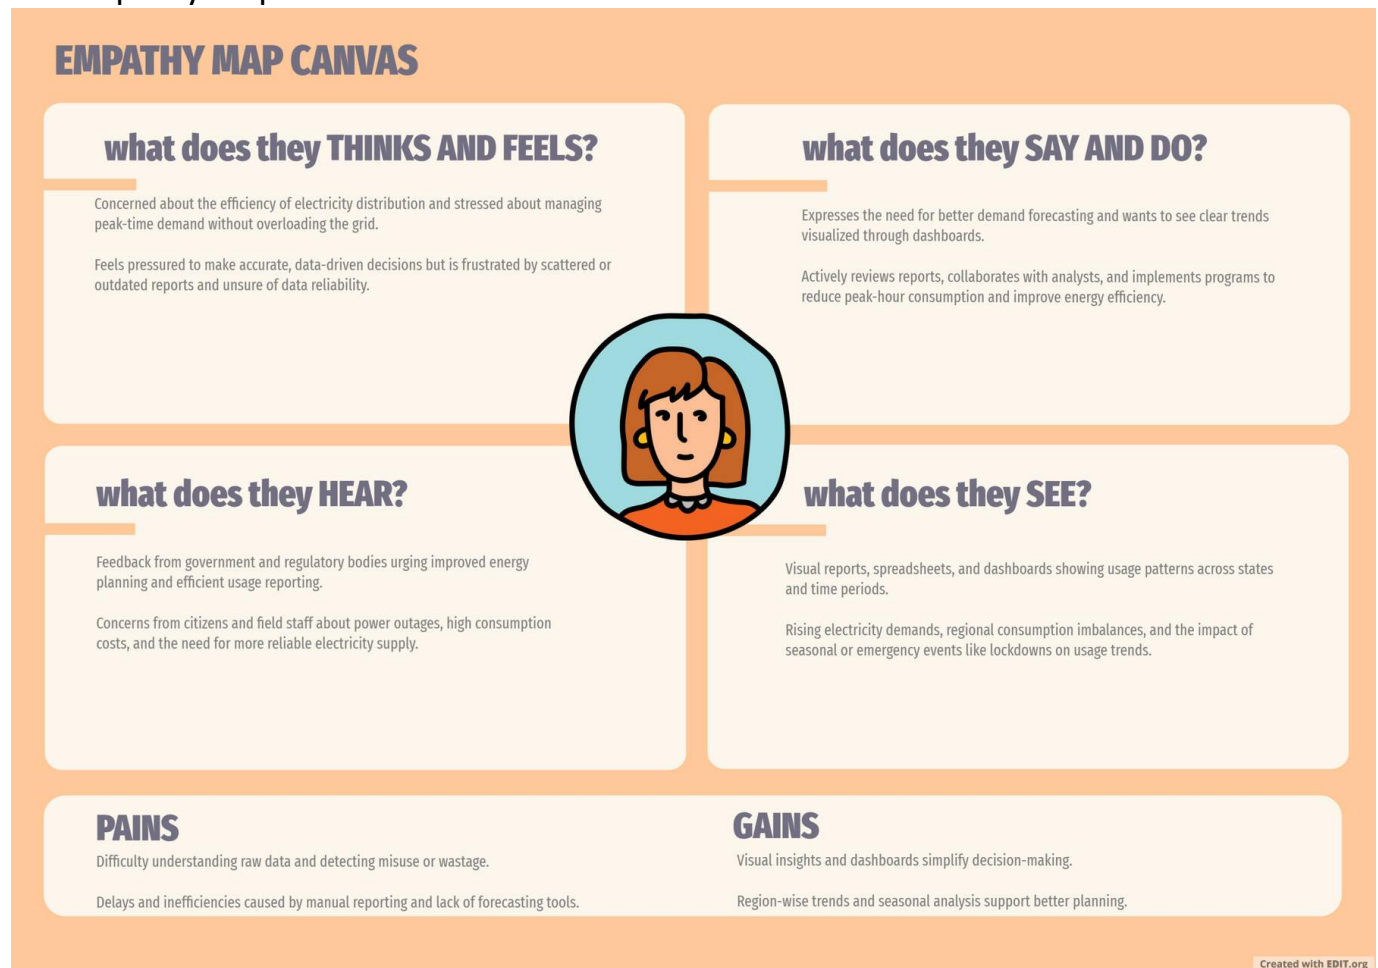 EMPATHY MAP CANVAS
what does they THINKS AND FEELS?
Concerned about the efficiency of electricity distribution and stressed about managing
peak-time demand without overloading the grid.
Feels pressured to make accurate, data-driven decisions but is frustrated by scattered or
outdated reports and unsure of data reliability.
what does they SAY AND DO?
Expresses the need for better demand forecasting and wants to see clear trends
visualized through dashboards.
Actively reviews reports, collaborates with analysts, and implements programs to
reduce peak-hour consumption and improve energy efficiency.
what does they HEAR?
Feedback from government and regulatory bodies urging improved energy
planning and efficient usage reporting.
Concerns from citizens and field staff about power outages, high consumption
costs, and the need for more reliable electricity supply.
what does they SEE?
Visual reports, spreadsheets, and dashboards showing usage patterns across states
and time periods.
Rising electricity demands, regional consumption imbalances, and the impact of
seasonal or emergency events like lockdowns on usage trends.
PAINS
Difficulty understanding raw data and detecting misuse or wastage.
Delays and inefficiencies caused by manual reporting and lack of forecasting tools.
GAINS
Visual insights and dashboards simplify decision-making.
Region-wise trends and seasonal analysis support better planning.
Created with EDIT.org